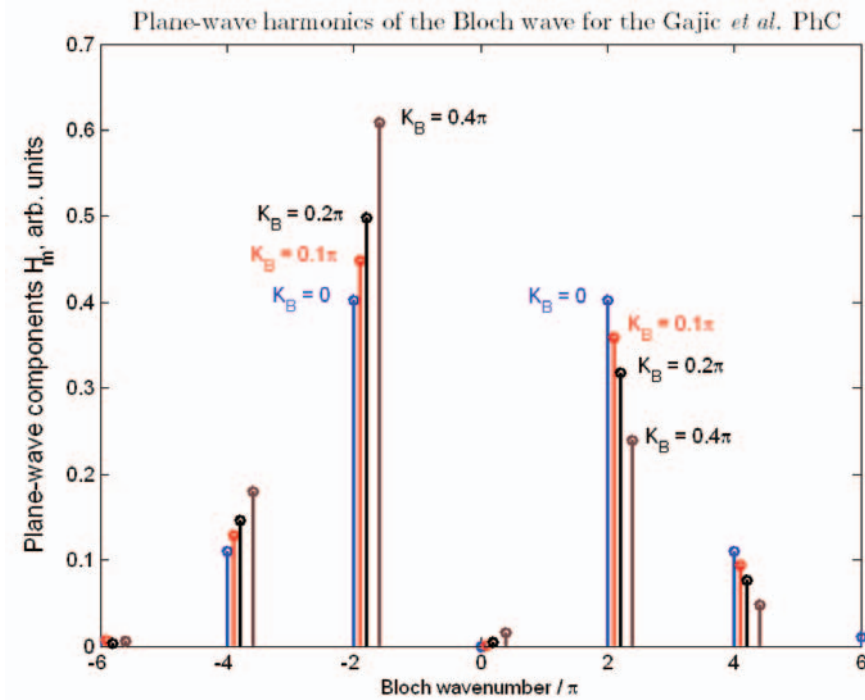 Plane-wave harmonics of the Bloch wave for the Gajic et al. PhC
Plane-wave components H_m, arb. units
0.7
0.6
0.5
0.4
0.3
0.2
0.1
0
K_B = 0.4π
K_B = 0.2π
K_B = 0.1π
K_B = 0
K_B = 0
K_B = 0.1π
K_B = 0.2π
K_B = 0.4π
-6 -4 -2 0 2 4 6
Bloch wavenumber / π